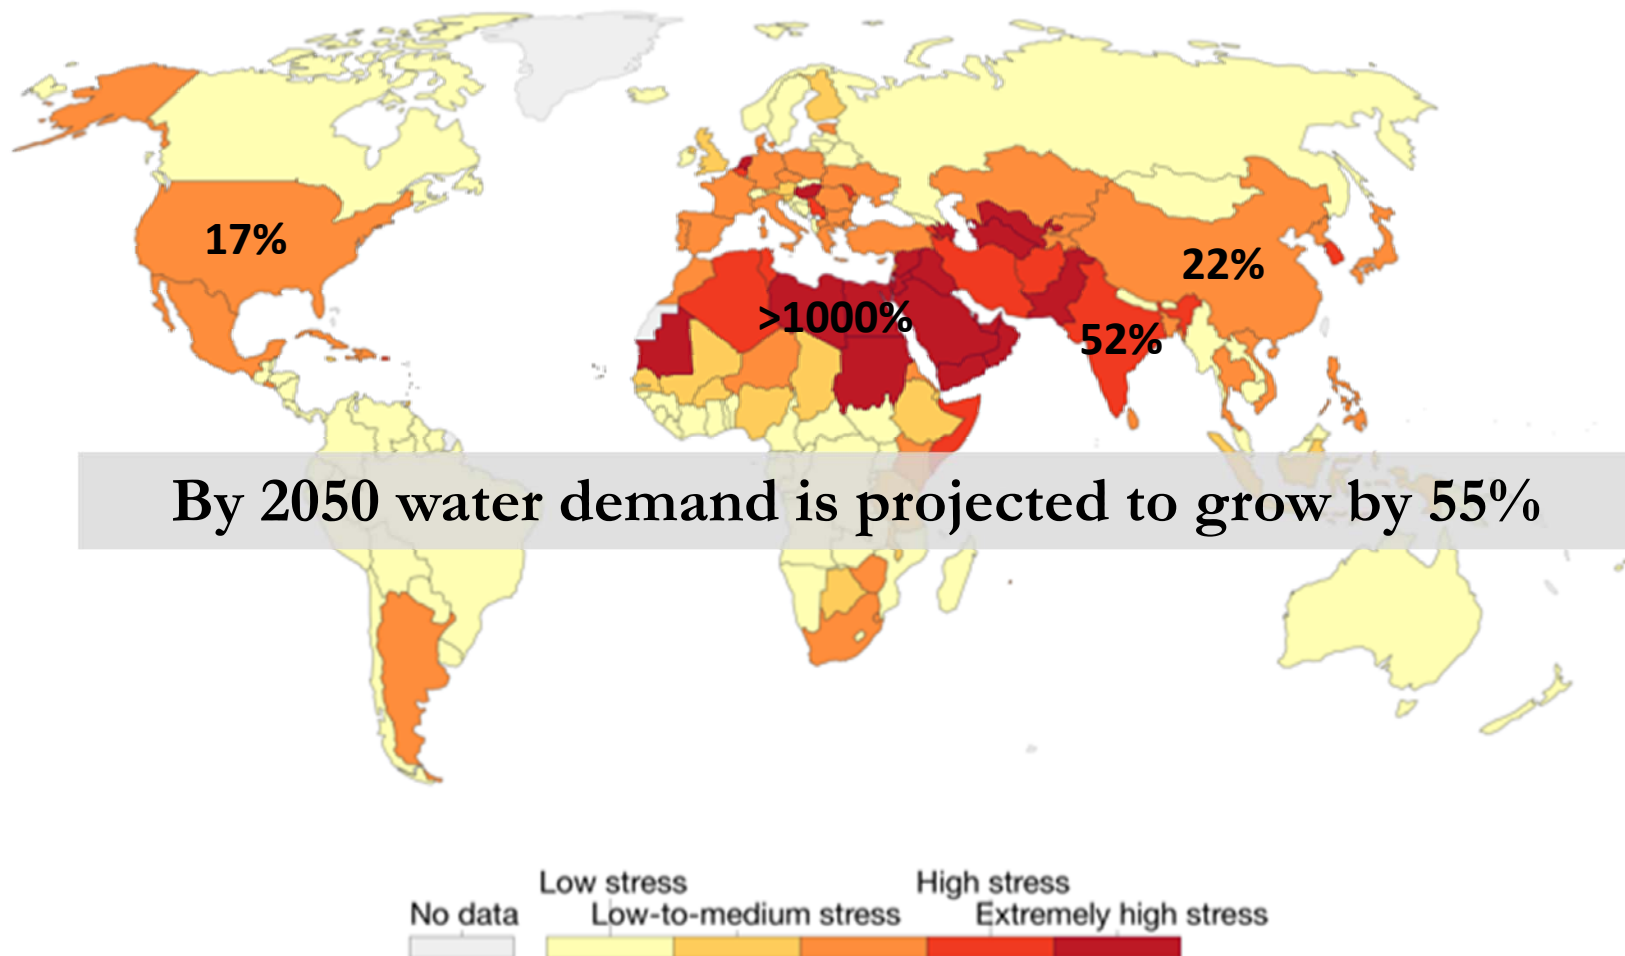 17%
22%
>1000%
52%
By 2050 water demand is projected to grow by 55%
Low stress
High stress
No data
Low-to-medium stress
Extremely high stress